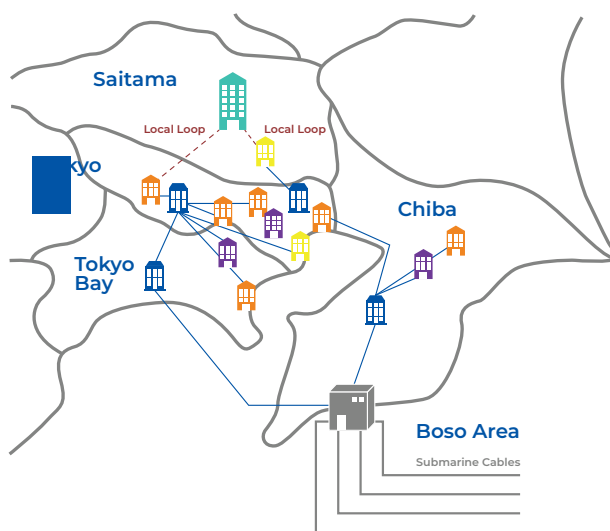 Saitama
Local Loop
Local Loop
kyo
Chiba
Tokyo
Bay
Boso Area
Submarine Cables